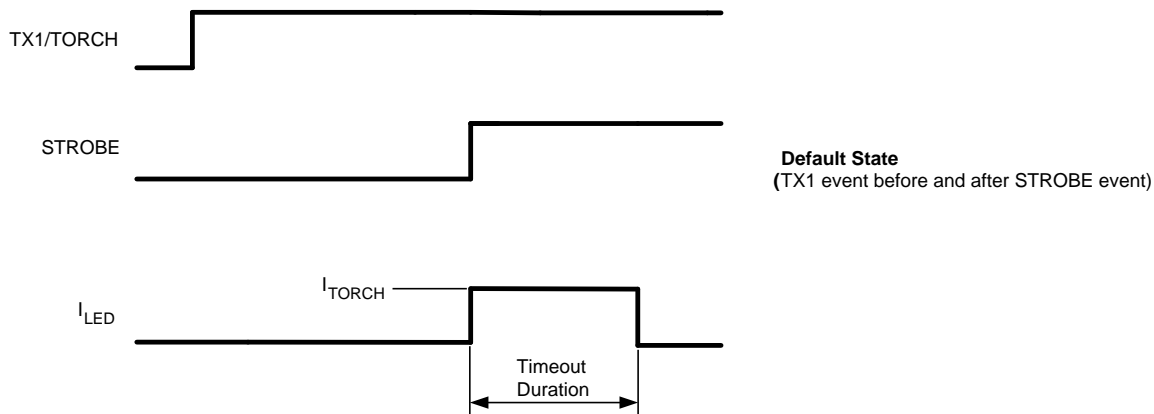 TX1/TORCH
STROBE
Default State
(TX1 event before and after STROBE event)
ITORCH
ILED
Timeout
Duration